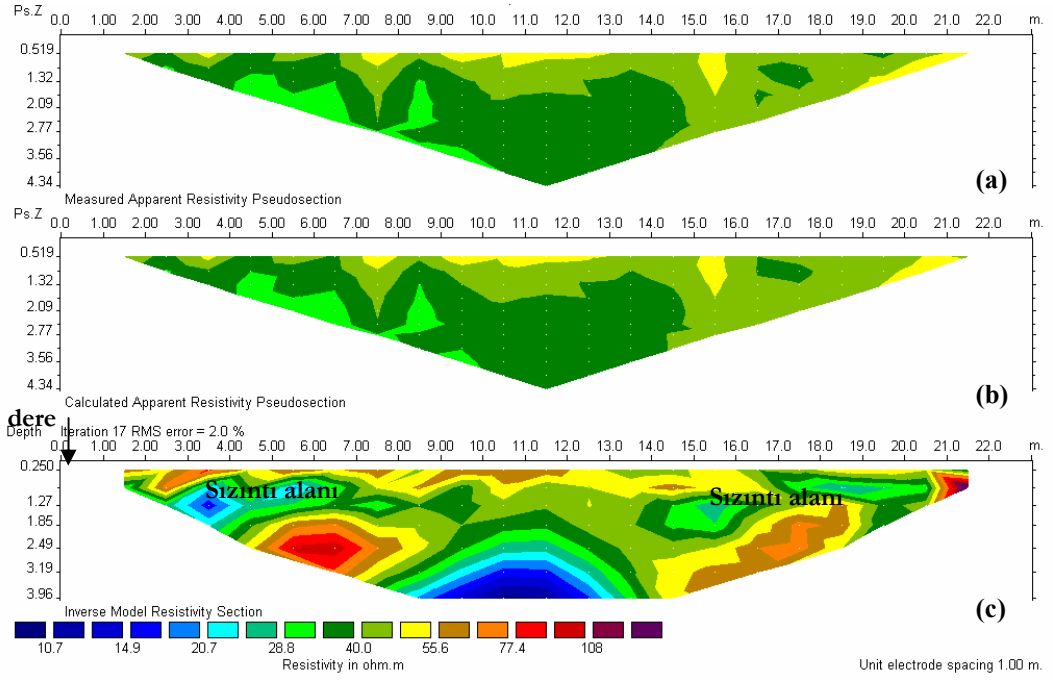 Ps.Z 0.0 1.00 2.00 3.00 4.00 5.00 6.00 7.00 8.00 9.00 10.0 11.0 12.0 13.0 14.0 15.0 16.0 17.0 18.0 19.0 20.0 21.0 22.0 m.
0.519
1.32
2.09
2.77
3.56
4.34
(a)
Measured Apparent Resistivity Pseudosection
Ps.Z 0.0 1.00 2.00 3.00 4.00 5.00 6.00 7.00 8.00 9.00 10.0 11.0 12.0 13.0 14.0 15.0 16.0 17.0 18.0 19.0 20.0 21.0 22.0 m.
0.519
1.32
2.09
2.77
3.56
4.34
(b)
Calculated Apparent Resistivity Pseudosection
dere
Depth Iteration 17 RMS error = 2.0 %
0.0 1.00 2.00 3.00 4.00 5.00 6.00 7.00 8.00 9.00 10.0 11.0 12.0 13.0 14.0 15.0 16.0 17.0 18.0 19.0 20.0 21.0 22.0 m.
0.250
Sızıntı alanı Sızıntı alanı
1.27
1.85
2.49
3.19
3.96
(c)
Inverse Model Resistivity Section
10.7 14.9 20.7 28.8 40.0 55.6 77.4 108
Resistivity in ohm.m Unit electrode spacing 1.00 m.